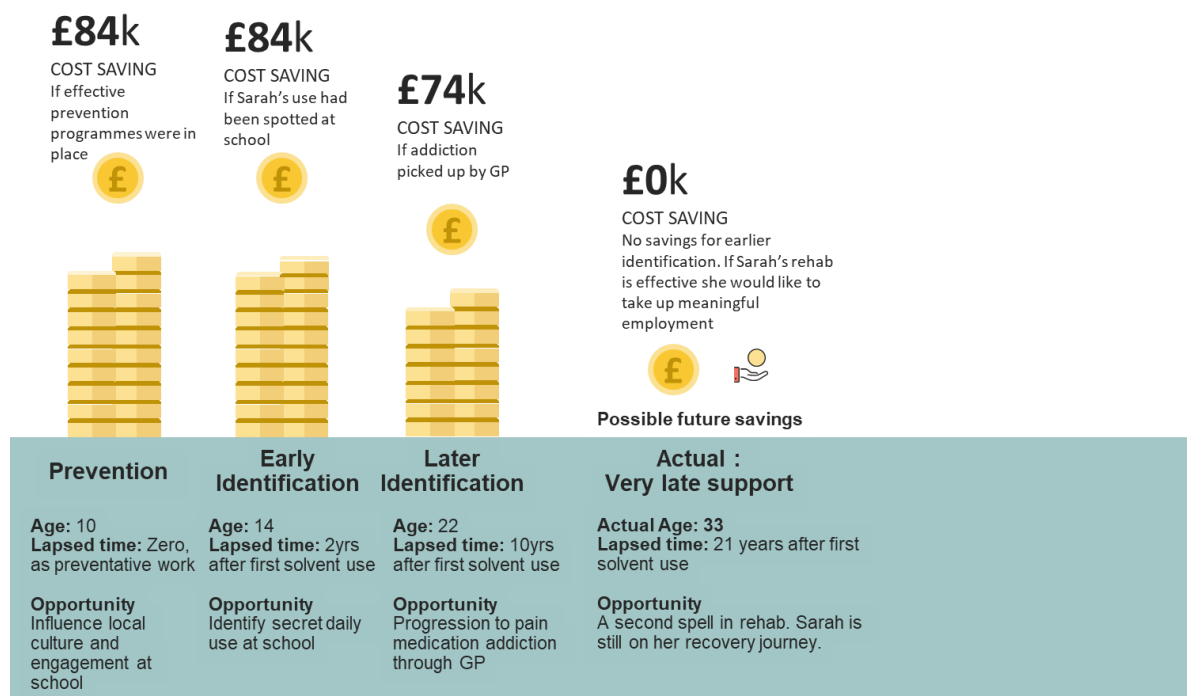 £84k
COST SAVING
If effective
prevention
programmes were in
place
£
£84k
COST SAVING
If Sarah's use had
been spotted at
school
£
£74k
COST SAVING
If addiction
picked up by GP
£
£0k
COST SAVING
No savings for earlier
identification. If Sarah's rehab
is effective she would like to
take up meaningful
employment
£
Possible future savings
Prevention
Age: 10
Lapsed time: Zero,
as preventative work
Opportunity
Influence local
culture and
engagement at
school
Early
Identification
Age: 14
Lapsed time: 2yrs
after first solvent use
Opportunity
Identify secret daily
use at school
Later
Identification
Age: 22
Lapsed time: 10yrs
after first solvent use
Opportunity
Progression to pain
medication addiction
through GP
Actual :
Very late support
Actual Age: 33
Lapsed time: 21 years after first
solvent use
Opportunity
A second spell in rehab. Sarah is
still on her recovery journey.